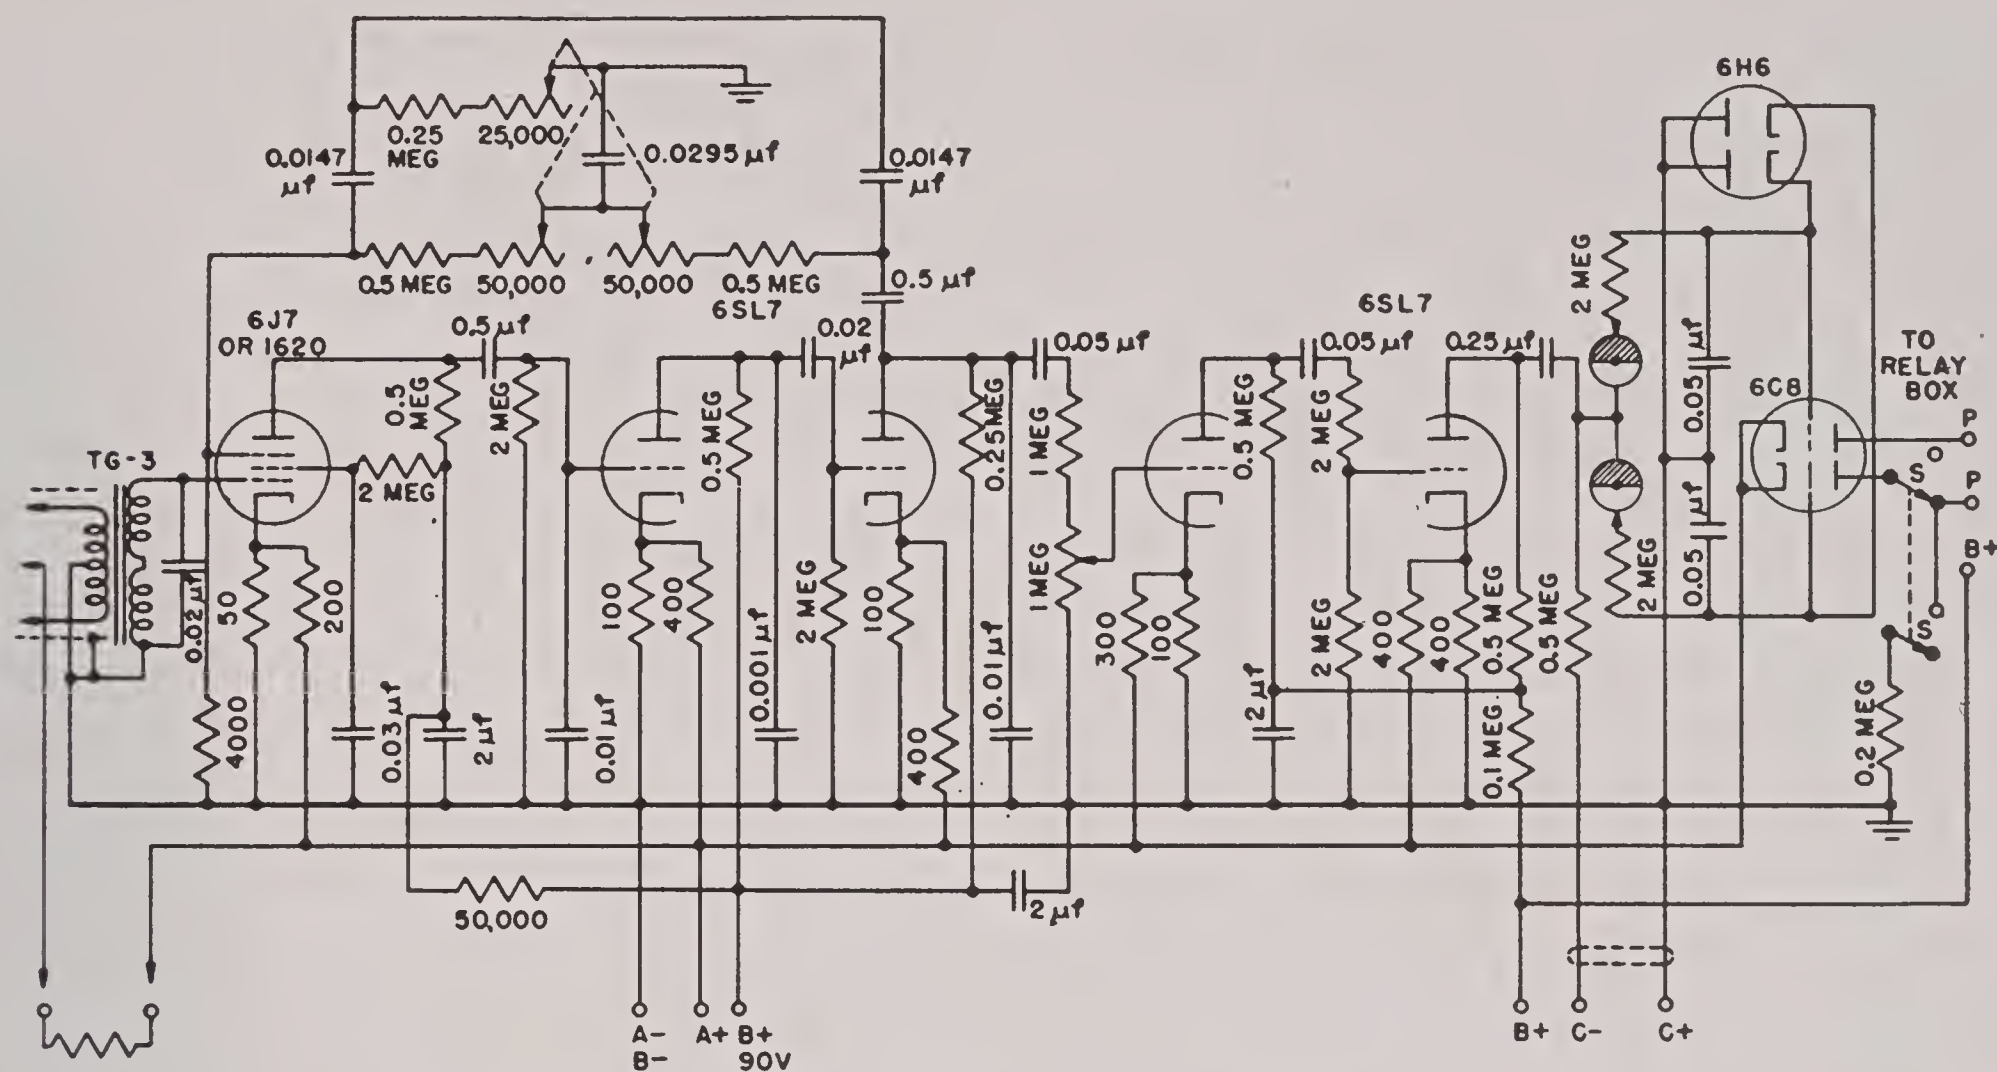 6H6
0.25
MEG
25,000
0.0147
μf
0.0295 μf
0.0147
μf
0.5 MEG
50,000
50,000
0.5 MEG
6SL7
0.5 μf
6J7
OR 1620
0.5 μf
0.02
μf
0.05 μf
6SL7
0.05 μf
0.25 μf
2 MEG
0.05 μf
6C8
TO
RELAY
BOX
P
S
P
B+
S
TG-3
0.02 μf
0.5
MEG
2 MEG
2 MEG
0.5 MEG
0.25MEG
1 MEG
1 MEG
0.5 MEG
2 MEG
2 MEG
0.05 μf
50
200
100
400
2 MEG
100
300
100
2 MEG
400
400
0.5 MEG
0.5 MEG
4000
0.03 μf
2 μf
0.01 μf
0.001 μf
400
0.01 μf
2 μf
0.1 MEG
0.2 MEG
50,000
2 μf
A-
B-
A+
B+
90V
B+
C-
C+